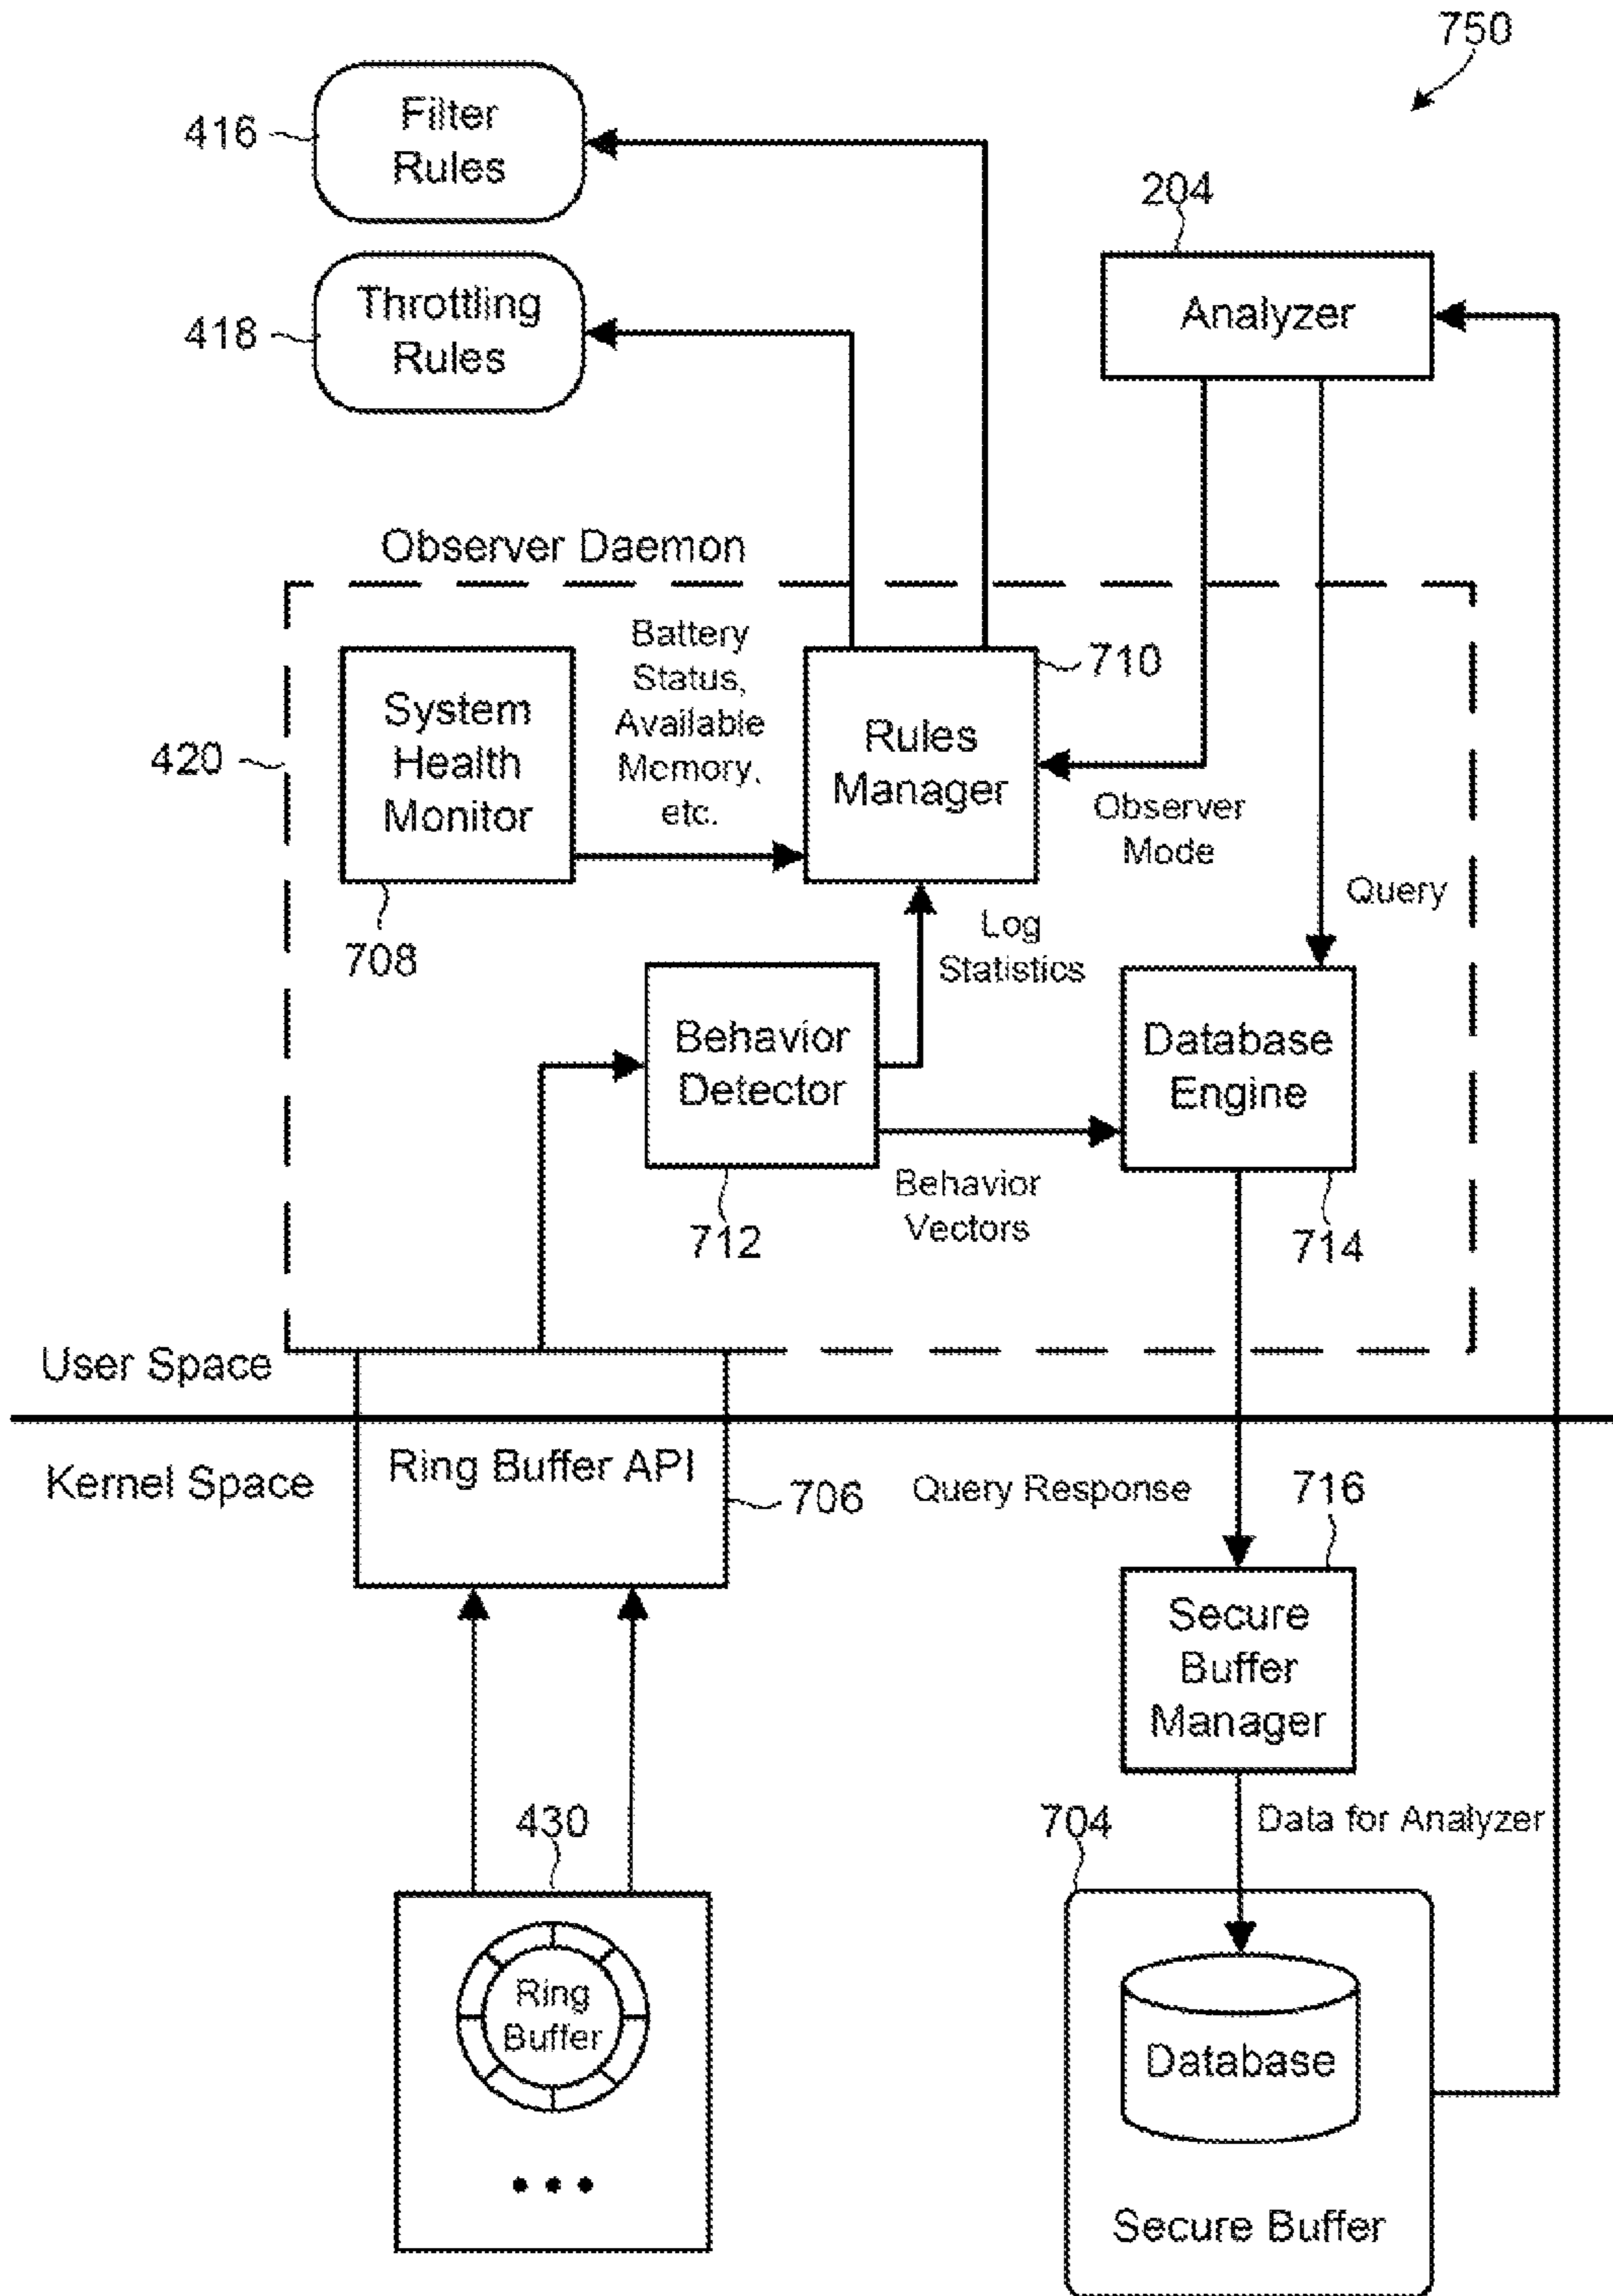 750
416
Filter
Rules
204
418
Throttling
Rules
Analyzer
Observer Daemon
420
System
Health
Monitor
708
Battery
Status,
Available
Memory,
etc.
Rules
Manager
710
Observer
Mode
Query
Log
Statistics
Behavior
Detector
712
Behavior
Vectors
Database
Engine
714
User Space
Kernel Space
Ring Buffer API
706
Query Response
716
Secure
Buffer
Manager
430
704
Data for Analyzer
Ring
Buffer
Database
Secure Buffer